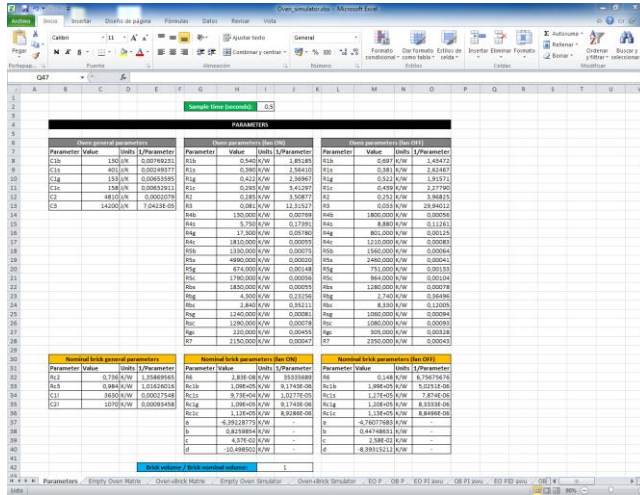 Oven_simulator.xlsx - Microsoft Excel
Archivo Inicio Insertar Diseño de página Fórmulas Datos Revisar Vista
Pegar
Calibri 11
Ajustar texto
General
Formato condicional Dar formato como tabla Estilos de celda
Insertar Eliminar Formato
Autosuma
Rellenar
Borrar
Ordenar y filtrar
Buscar y seleccionar
Portapap... Fuente Alineación Número Estilos Celdas Modificar
Q47 fx
A B C D E F G H I J K L M N O P Q R S T U
Sample time (seconds): 0,5
PARAMETERS
Oven general parameters Oven parameters (fan ON) Oven parameters (fan OFF)
Parameter Value Units 1/Parameter Parameter Value Units 1/Parameter Parameter Value Units 1/Parameter
C1b 130 J/K 0,00769231 R1b 0,540 K/W 1,85185 R1b 0,697 K/W 1,43472
C1s 401 J/K 0,00249377 R1s 0,390 K/W 2,56410 R1s 0,381 K/W 2,62467
C1g 153 J/K 0,00653595 R1g 0,422 K/W 2,36967 R1g 0,522 K/W 1,91571
C1c 158 J/K 0,00632911 R1c 0,293 K/W 3,41297 R1c 0,439 K/W 2,27790
C2 4810 J/K 0,0002079 R2 0,285 K/W 3,50877 R2 0,252 K/W 3,96825
C3 14200 J/K 7,0423E-05 R3 0,081 K/W 12,31527 R3 0,033 K/W 29,94012
R4b 130,000 K/W 0,00769 R4b 1800,000 K/W 0,00056
R4s 5,750 K/W 0,17391 R4s 8,880 K/W 0,11261
R4g 17,300 K/W 0,05780 R4g 801,000 K/W 0,00125
R4c 1810,000 K/W 0,00055 R4c 1210,000 K/W 0,00083
R5b 1330,000 K/W 0,00075 R5b 1560,000 K/W 0,00064
R5s 4990,000 K/W 0,00020 R5s 2460,000 K/W 0,00041
R5g 674,000 K/W 0,00148 R5g 751,000 K/W 0,00133
R5c 1790,000 K/W 0,00056 R5c 964,000 K/W 0,00104
Rbs 1830,000 K/W 0,00055 Rbs 1280,000 K/W 0,00078
Rbg 4,300 K/W 0,23256 Rbg 2,740 K/W 0,36496
Rbc 2,840 K/W 0,35211 Rbc 8,330 K/W 0,12005
Rsg 1240,000 K/W 0,00081 Rsg 1060,000 K/W 0,00094
Rsc 1290,000 K/W 0,00078 Rsc 1080,000 K/W 0,00093
Rgc 220,000 K/W 0,00455 Rgc 305,000 K/W 0,00328
R7 2150,000 K/W 0,00047 R7 2350,000 K/W 0,00043
Nominal brick general parameters Nominal brick parameters (fan ON) Nominal brick parameters (fan OFF)
Parameter Value Units 1/Parameter Parameter Value Units 1/Parameter Parameter Value Units 1/Parameter
Rc2 0,736 K/W 1,35869565 R6 2,83E-08 K/W 35335689 R6 0,148 K/W 6,75675676
Rc3 0,984 K/W 1,01626016 Rc1b 1,09E+05 K/W 9,1743E-06 Rc1b 1,99E+05 K/W 5,0251E-06
C1! 3630 K/W 0,00027548 Rc1s 9,73E+04 K/W 1,0277E-05 Rc1s 1,27E+05 K/W 7,874E-06
C2! 1070 K/W 0,00093458 Rc1g 1,09E+05 K/W 9,1743E-06 Rc1g 1,20E+05 K/W 8,3333E-06
Rc1c 1,12E+05 K/W 8,9286E-06 Rc1c 1,13E+05 K/W 8,8496E-06
a -6,39228775 K/W - a -4,76077683 K/W -
b 0,8259854 K/W - b 0,44748631 K/W -
c 4,37E-02 K/W - c 2,58E-02 K/W -
d -10,498502 K/W - d -8,39315212 K/W -
Brick volume / Brick nominal volume: 1
Parameters Empty Oven Matrix Oven+Brick Matrix Empty Oven Simulator Oven+Brick Simulator EO P OB P EO PI awu OB PI awu EO PID awu OB
Listo 90%